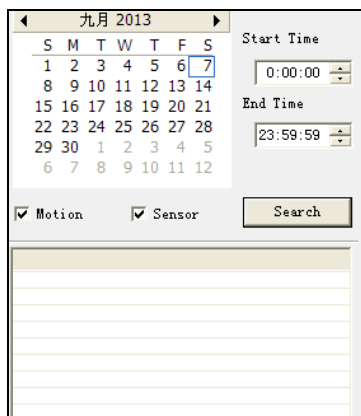 九月 2013
S M T W T F S
1 2 3 4 5 6 7
8 9 10 11 12 13 14
15 16 17 18 19 20 21
22 23 24 25 26 27 28
29 30 1 2 3 4 5
6 7 8 9 10 11 12
Start Time
0:00:00
End Time
23:59:59
Motion Sensor Search